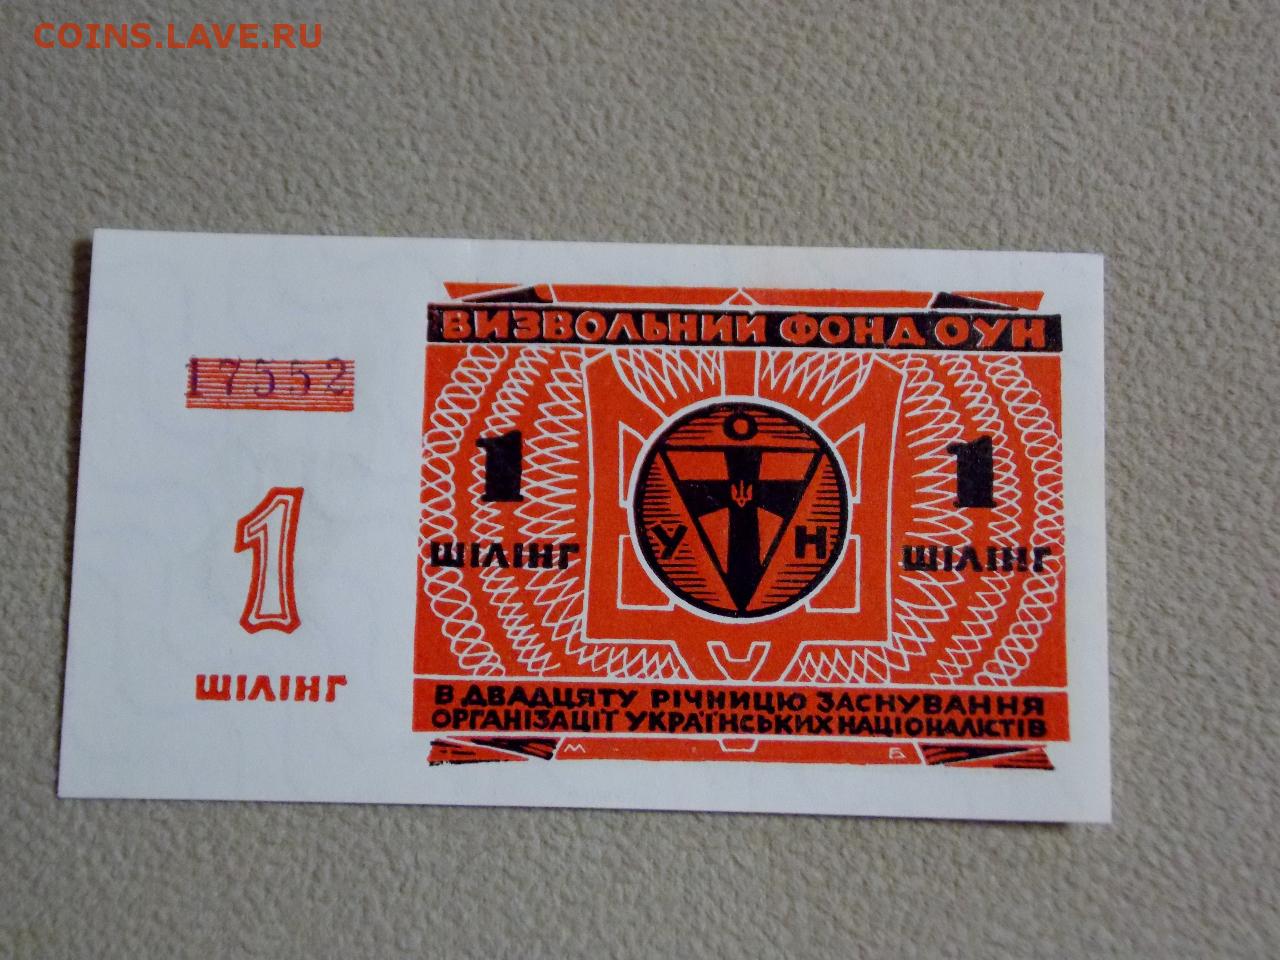 COINS.LAVE.RU
ВИЗВОЛЬНИЙ ФОНД ОУН
17552
О
1
1
У Н
ШІЛІНГ
ШІЛІНГ
1
ШІЛІНГ
В ДВАДЦЯТУ РІЧНИЦЮ ЗАСНУВАННЯ
ОРГАНІЗАЦІЇ УКРАЇНСЬКИХ НАЦІОНАЛІСТІВ
М Б